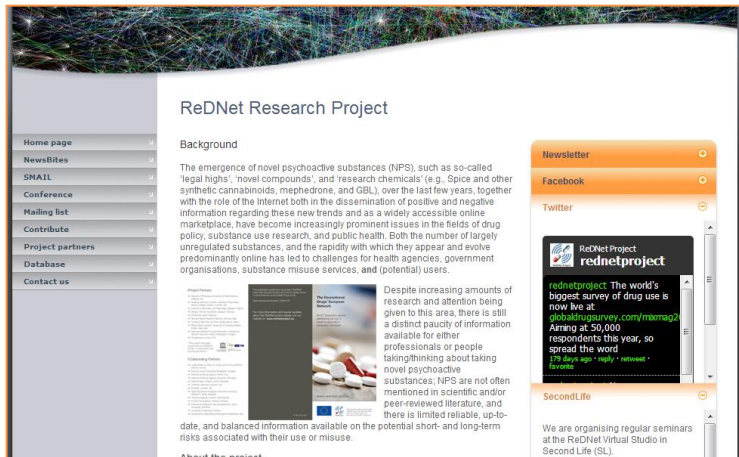 ReDNet Research Project
Home page
NewsBites
SMAIL
Conference
Mailing list
Contribute
Project partners
Database
Contact us
Background
The emergence of novel psychoactive substances (NPS), such as so-called
'legal highs', 'novel compounds', and 'research chemicals' (e.g., Spice and other
synthetic cannabinoids, mephedrone, and GBL), over the last few years, together
with the role of the Internet both in the dissemination of positive and negative
information regarding these new trends and as a widely accessible online
marketplace, have become increasingly prominent issues in the fields of drug
policy, substance use research, and public health. Both the number of largely
unregulated substances, and the rapidity with which they appear and evolve
predominantly online has led to challenges for health agencies, government
organisations, substance misuse services, and (potential) users.
Despite increasing amounts of
research and attention being
given to this area, there is still
a distinct paucity of information
available for either
professionals or people
taking/thinking about taking
novel psychoactive
substances; NPS are not often
mentioned in scientific and/or
peer-reviewed literature, and
there is limited reliable, up-to-
date, and balanced information available on the potential short- and long-term
risks associated with their use or misuse.
About the project
Newsletter
Facebook
Twitter
ReDNet Project
rednetproject
rednetproject The world's
biggest survey of drug use is
now live at
globaldrugsurvey.com/mixmag20
Aiming at 50,000
respondents this year, so
spread the word
179 days ago · reply · retweet ·
favorite
SecondLife
We are organising regular seminars
at the ReDNet Virtual Studio in
Second Life (SL).